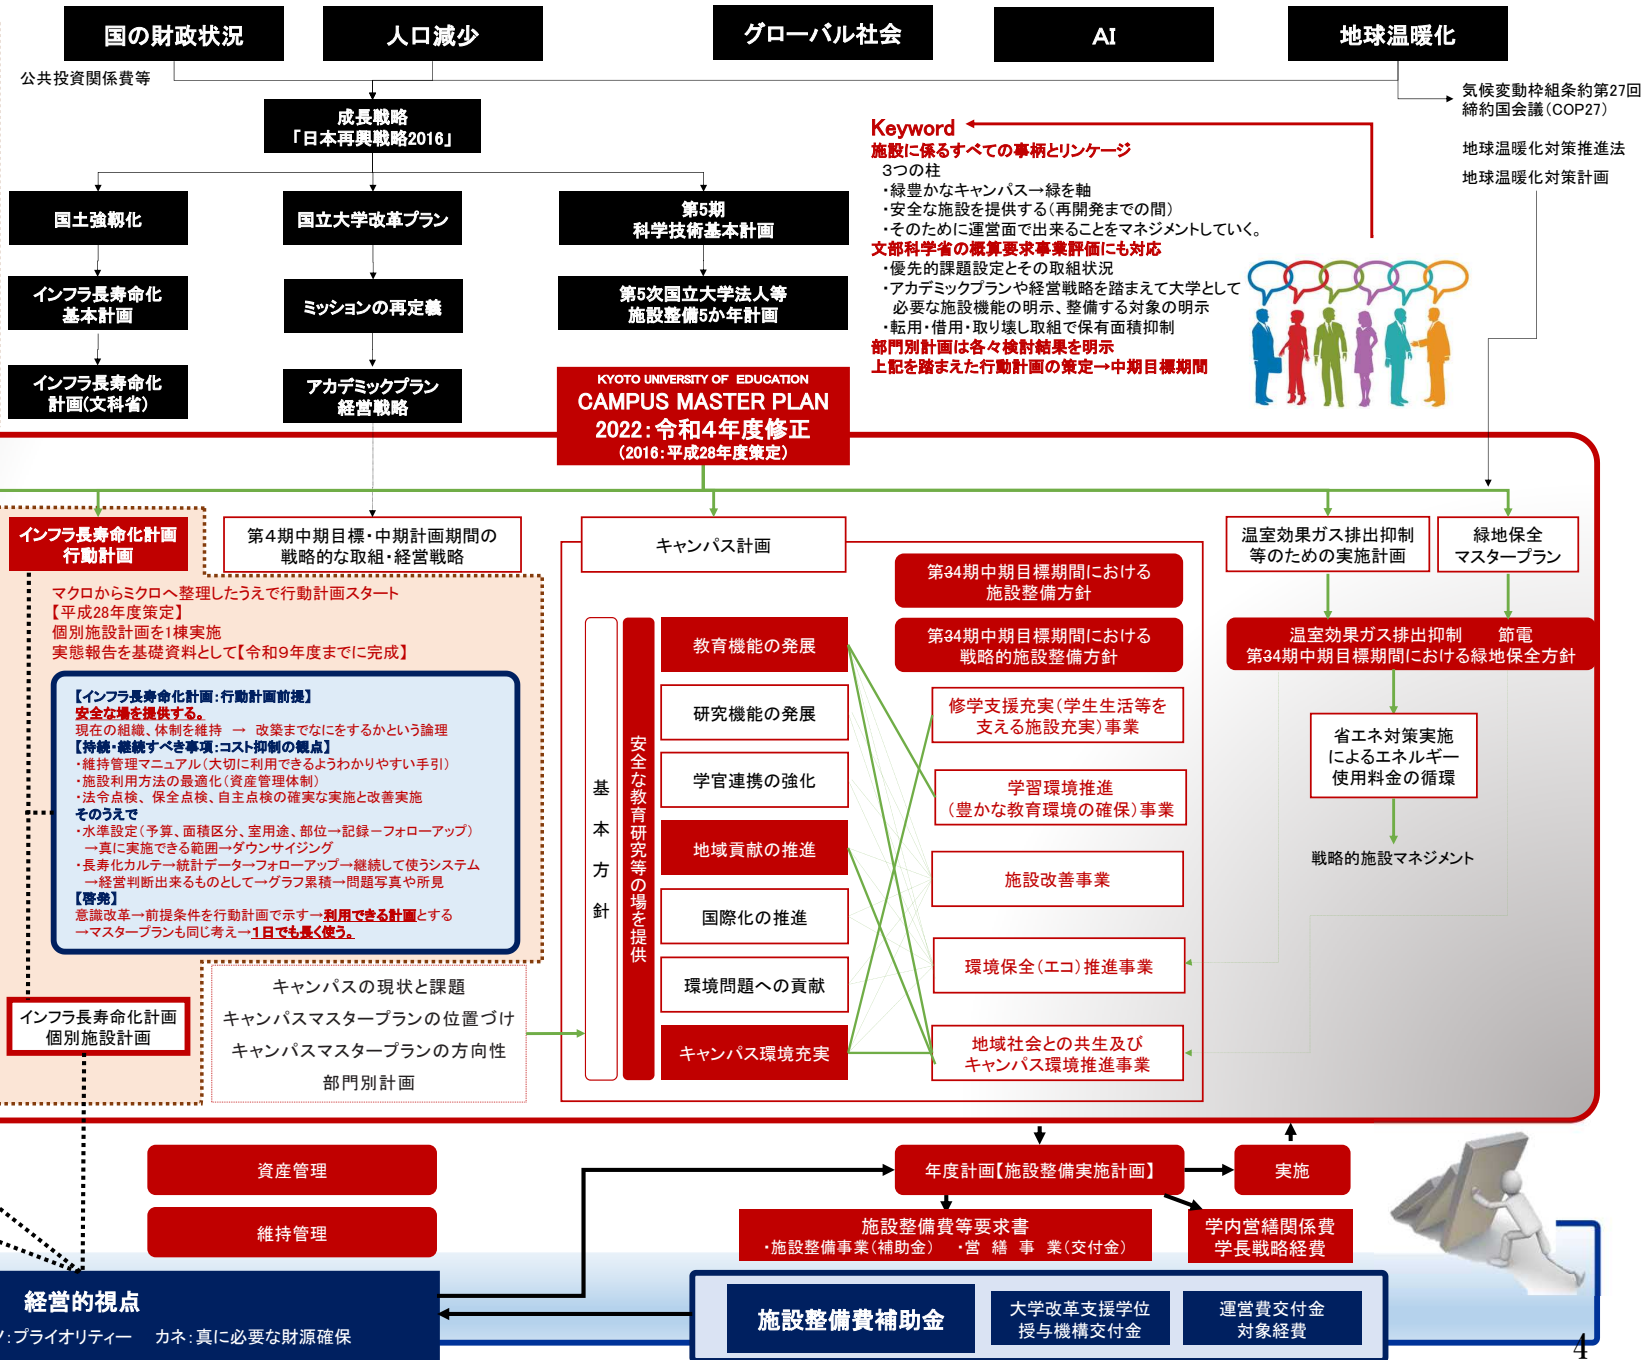 国の財政状況
人口減少
グローバル社会
AI
地球温暖化
公共投資関係費等
成長戦略
「日本再興戦略2016」
気候変動枠組条約第27回
締約国会議(COP27)
地球温暖化対策推進法
地球温暖化対策計画
国土強靱化
国立大学改革プラン
第5期
科学技術基本計画
インフラ長寿命化
基本計画
ミッションの再定義
第5次国立大学法人等
施設整備5か年計画
インフラ長寿命化
計画(文科省)
アカデミックプラン
経営戦略
Keyword
施設に係るすべての事柄とリンケージ
3つの柱
・緑豊かなキャンパス→緑を軸
・安全な施設を提供する(再開発までの間)
・そのために運営面で出来ることをマネジメントしていく。
文部科学省の概算要求事業評価にも対応
・優先的課題設定とその取組状況
・アカデミックプランや経営戦略を踏まえて大学として
必要な施設機能の明示、整備する対象の明示
・転用・借用・取り壊し取組で保有面積抑制
部門別計画は各々検討結果を明示
上記を踏まえた行動計画の策定→中期目標期間
KYOTO UNIVERSITY OF EDUCATION
CAMPUS MASTER PLAN
2022:令和4年度修正
(2016:平成28年度策定)
インフラ長寿命化計画
行動計画
第4期中期目標・中期計画期間の
戦略的な取組・経営戦略
キャンパス計画
温室効果ガス排出抑制
等のための実施計画
緑地保全
マスタープラン
マクロからミクロへ整理したうえで行動計画スタート
【平成28年度策定】
個別施設計画を1棟実施
実態報告を基礎資料として【令和9年度までに完成】
【インフラ長寿命化計画:行動計画前提】
安全な場を提供する。
現在の組織、体制を維持 → 改築までなにをするかという論理
【持続・継続すべき事項:コスト抑制の観点】
・維持管理マニュアル(大切に利用できるようわかりやすい手引)
・施設利用方法の最適化(資産管理体制)
・法令点検、保全点検、自主点検の確実な実施と改善実施
そのうえで
・水準設定(予算、面積区分、室用途、部位→記録-フォローアップ)
→真に実施できる範囲→ダウンサイジング
・長寿化カルテ→統計データ→フォローアップ→継続して使うシステム
→経営判断出来るものとして→グラフ累積→問題写真や所見
【啓発】
意識改革→前提条件を行動計画で示す→利用できる計画とする
→マスタープランも同じ考え→1日でも長く使う。
インフラ長寿命化計画
個別施設計画
キャンパスの現状と課題
キャンパスマスタープランの位置づけ
キャンパスマスタープランの方向性
部門別計画
基本方針
安全な教育研究等の場を提供
教育機能の発展
研究機能の発展
学官連携の強化
地域貢献の推進
国際化の推進
環境問題への貢献
キャンパス環境充実
第34期中期目標期間における
施設整備方針
第34期中期目標期間における
戦略的施設整備方針
修学支援充実(学生生活等を
支える施設充実)事業
学習環境推進
(豊かな教育環境の確保)事業
施設改善事業
環境保全(エコ)推進事業
地域社会との共生及び
キャンパス環境推進事業
温室効果ガス排出抑制 節電
第34期中期目標期間における緑地保全方針
省エネ対策実施
によるエネルギー
使用料金の循環
戦略的施設マネジメント
資産管理
維持管理
年度計画【施設整備実施計画】
実施
施設整備費等要求書
・施設整備事業(補助金) ・営 繕 事 業(交付金)
学内営繕関係費
学長戦略経費
経営的視点
:プライオリティー カネ:真に必要な財源確保
施設整備費補助金
大学改革支援学位
授与機構交付金
運営費交付金
対象経費
4